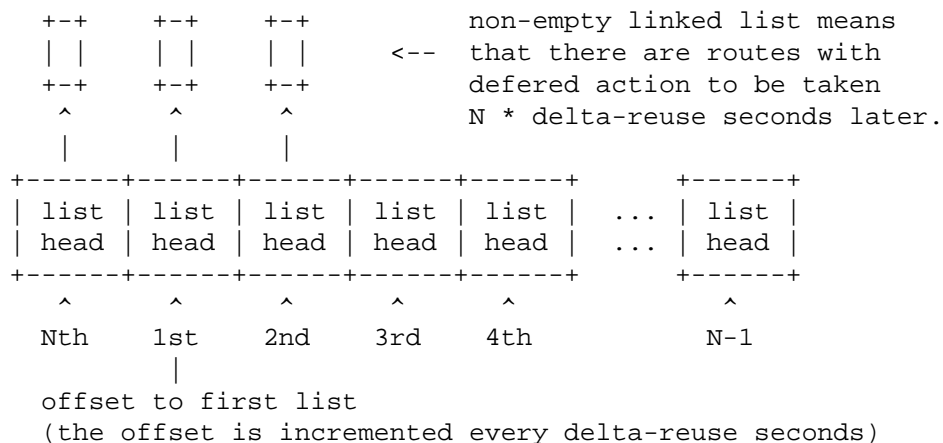 +-+   +-+   +-+          non-empty linked list means
| |   | |   | |     <--  that there are routes with
+-+   +-+   +-+          defered action to be taken
^      ^      ^          N * delta-reuse seconds later.
|      |      |
+------+------+------+------+------+      +------+
| list | list | list | list | list |  ... | list |
| head | head | head | head | head |  ... | head |
+------+------+------+------+------+      +------+
^      ^      ^      ^      ^             ^
Nth    1st    2nd    3rd    4th           N-1
|
offset to first list
(the offset is incremented every delta-reuse seconds)